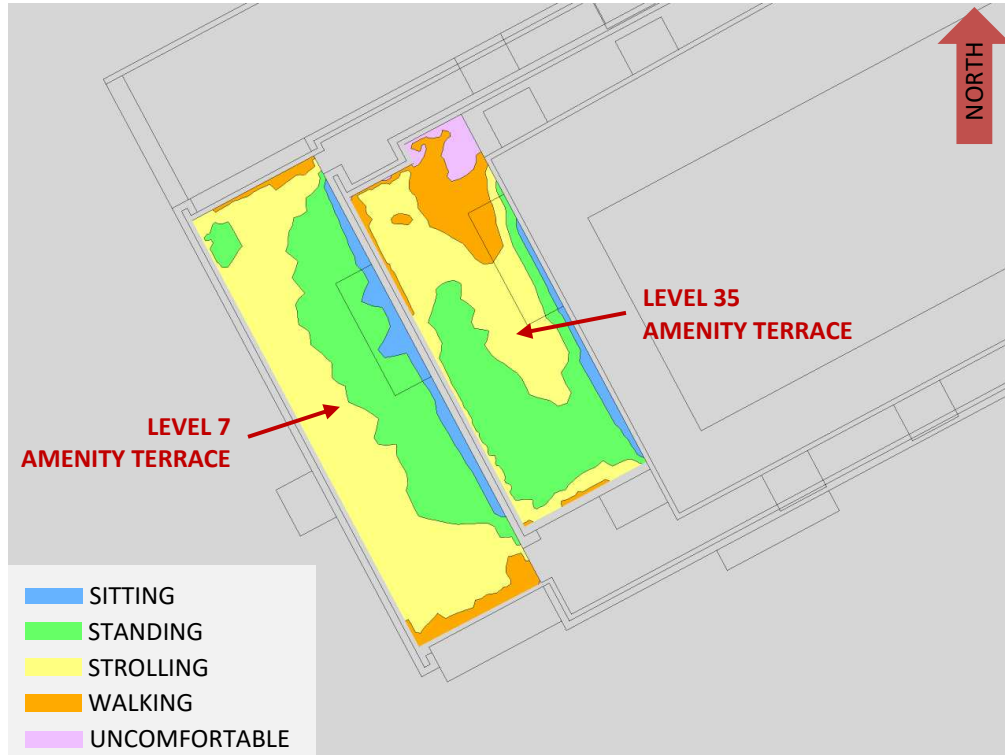 NORTH
LEVEL 35
AMENITY TERRACE
LEVEL 7
AMENITY TERRACE
SITTING
STANDING
STROLLING
WALKING
UNCOMFORTABLE